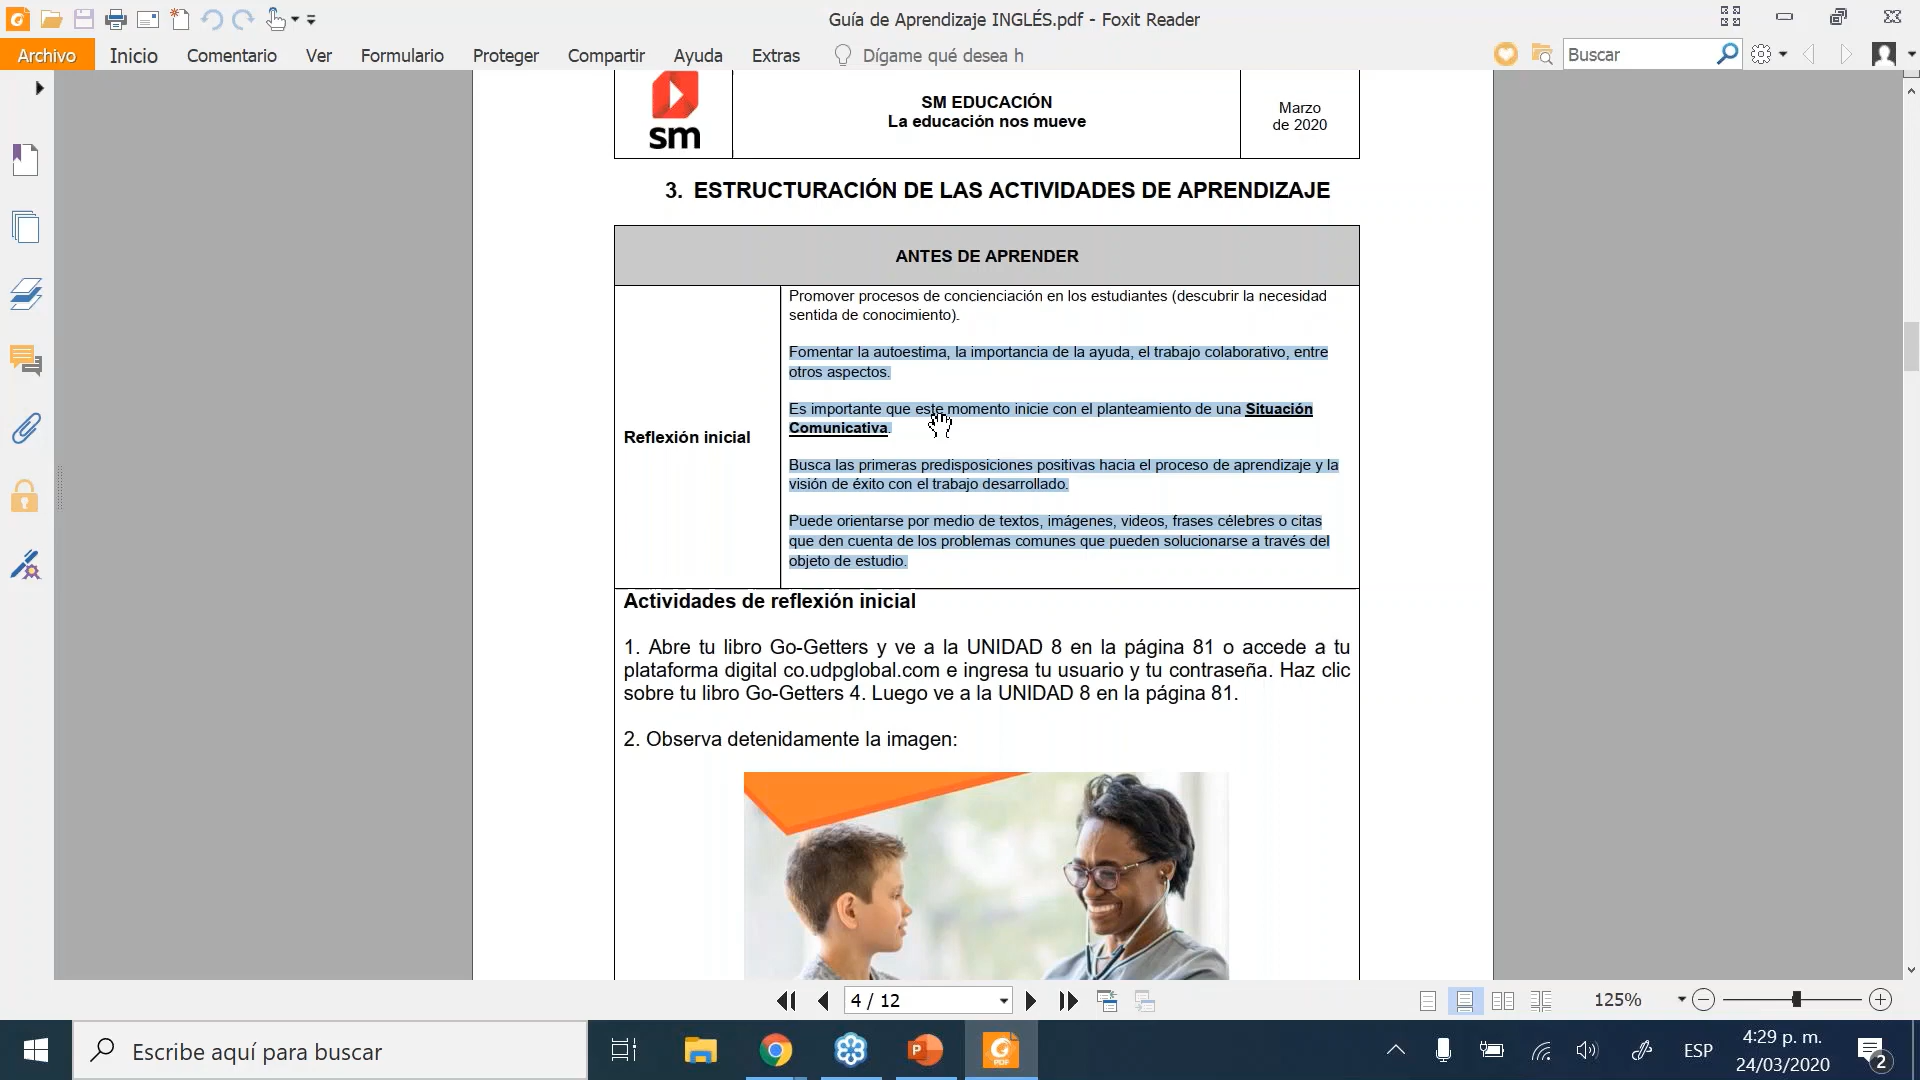 Guía de Aprendizaje INGLÉS.pdf - Foxit Reader
Archivo Inicio Comentario Ver Formulario Proteger Compartir Ayuda Extras Dígame qué desea h Buscar
sm
SM EDUCACIÓN
La educación nos mueve
Marzo
de 2020
3. ESTRUCTURACIÓN DE LAS ACTIVIDADES DE APRENDIZAJE
ANTES DE APRENDER
Reflexión inicial
Promover procesos de concienciación en los estudiantes (descubrir la necesidad
sentida de conocimiento).
Fomentar la autoestima, la importancia de la ayuda, el trabajo colaborativo, entre
otros aspectos.
Es importante que este momento inicie con el planteamiento de una Situación
Comunicativa.
Busca las primeras predisposiciones positivas hacia el proceso de aprendizaje y la
visión de éxito con el trabajo desarrollado.
Puede orientarse por medio de textos, imágenes, videos, frases célebres o citas
que den cuenta de los problemas comunes que pueden solucionarse a través del
objeto de estudio.
Actividades de reflexión inicial
1. Abre tu libro Go-Getters y ve a la UNIDAD 8 en la página 81 o accede a tu
plataforma digital co.udpglobal.com e ingresa tu usuario y tu contraseña. Haz clic
sobre tu libro Go-Getters 4. Luego ve a la UNIDAD 8 en la página 81.
2. Observa detenidamente la imagen:
4 / 12
125%
Escribe aquí para buscar
P
PDF
ESP
4:29 p. m.
24/03/2020
2